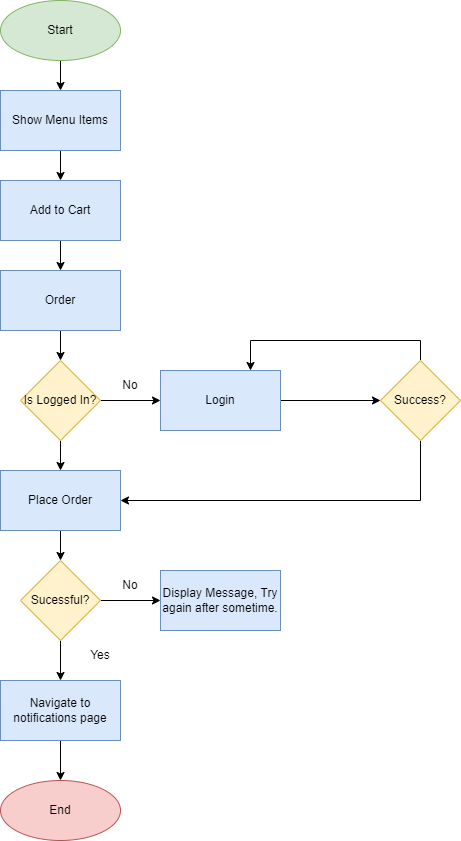 Start
Show Menu Items
Add to Cart
Order
Is Logged In?
No
Login
Success?
Place Order
Sucessful?
No
Display Message, Try
again after sometime.
Yes
Navigate to
notifications page
End